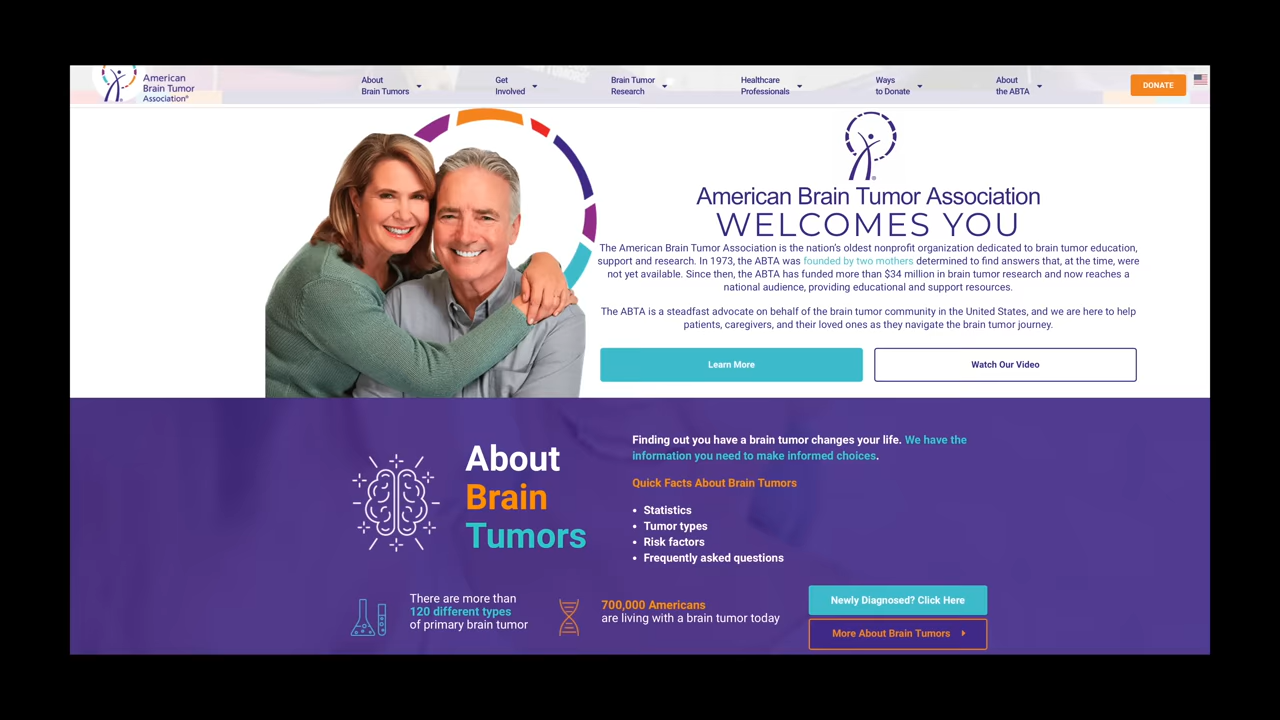 American
Brain Tumor
Association®
About
Brain Tumors
Get
Involved
Brain Tumor
Research
Healthcare
Professionals
Ways
to Donate
About
the ABTA
DONATE
American Brain Tumor Association
WELCOMES YOU
The American Brain Tumor Association is the nation's oldest nonprofit organization dedicated to brain tumor education,
support and research. In 1973, the ABTA was founded by two mothers determined to find answers that, at the time, were
not yet available. Since then, the ABTA has funded more than $34 million in brain tumor research and now reaches a
national audience, providing educational and support resources.
The ABTA is a steadfast advocate on behalf of the brain tumor community in the United States, and we are here to help
patients, caregivers, and their loved ones as they navigate the brain tumor journey.
Learn More
Watch Our Video
About
Brain
Tumors
Finding out you have a brain tumor changes your life. We have the
information you need to make informed choices.
Quick Facts About Brain Tumors
• Statistics
• Tumor types
• Risk factors
• Frequently asked questions
There are more than
120 different types
of primary brain tumor
700,000 Americans
are living with a brain tumor today
Newly Diagnosed? Click Here
More About Brain Tumors